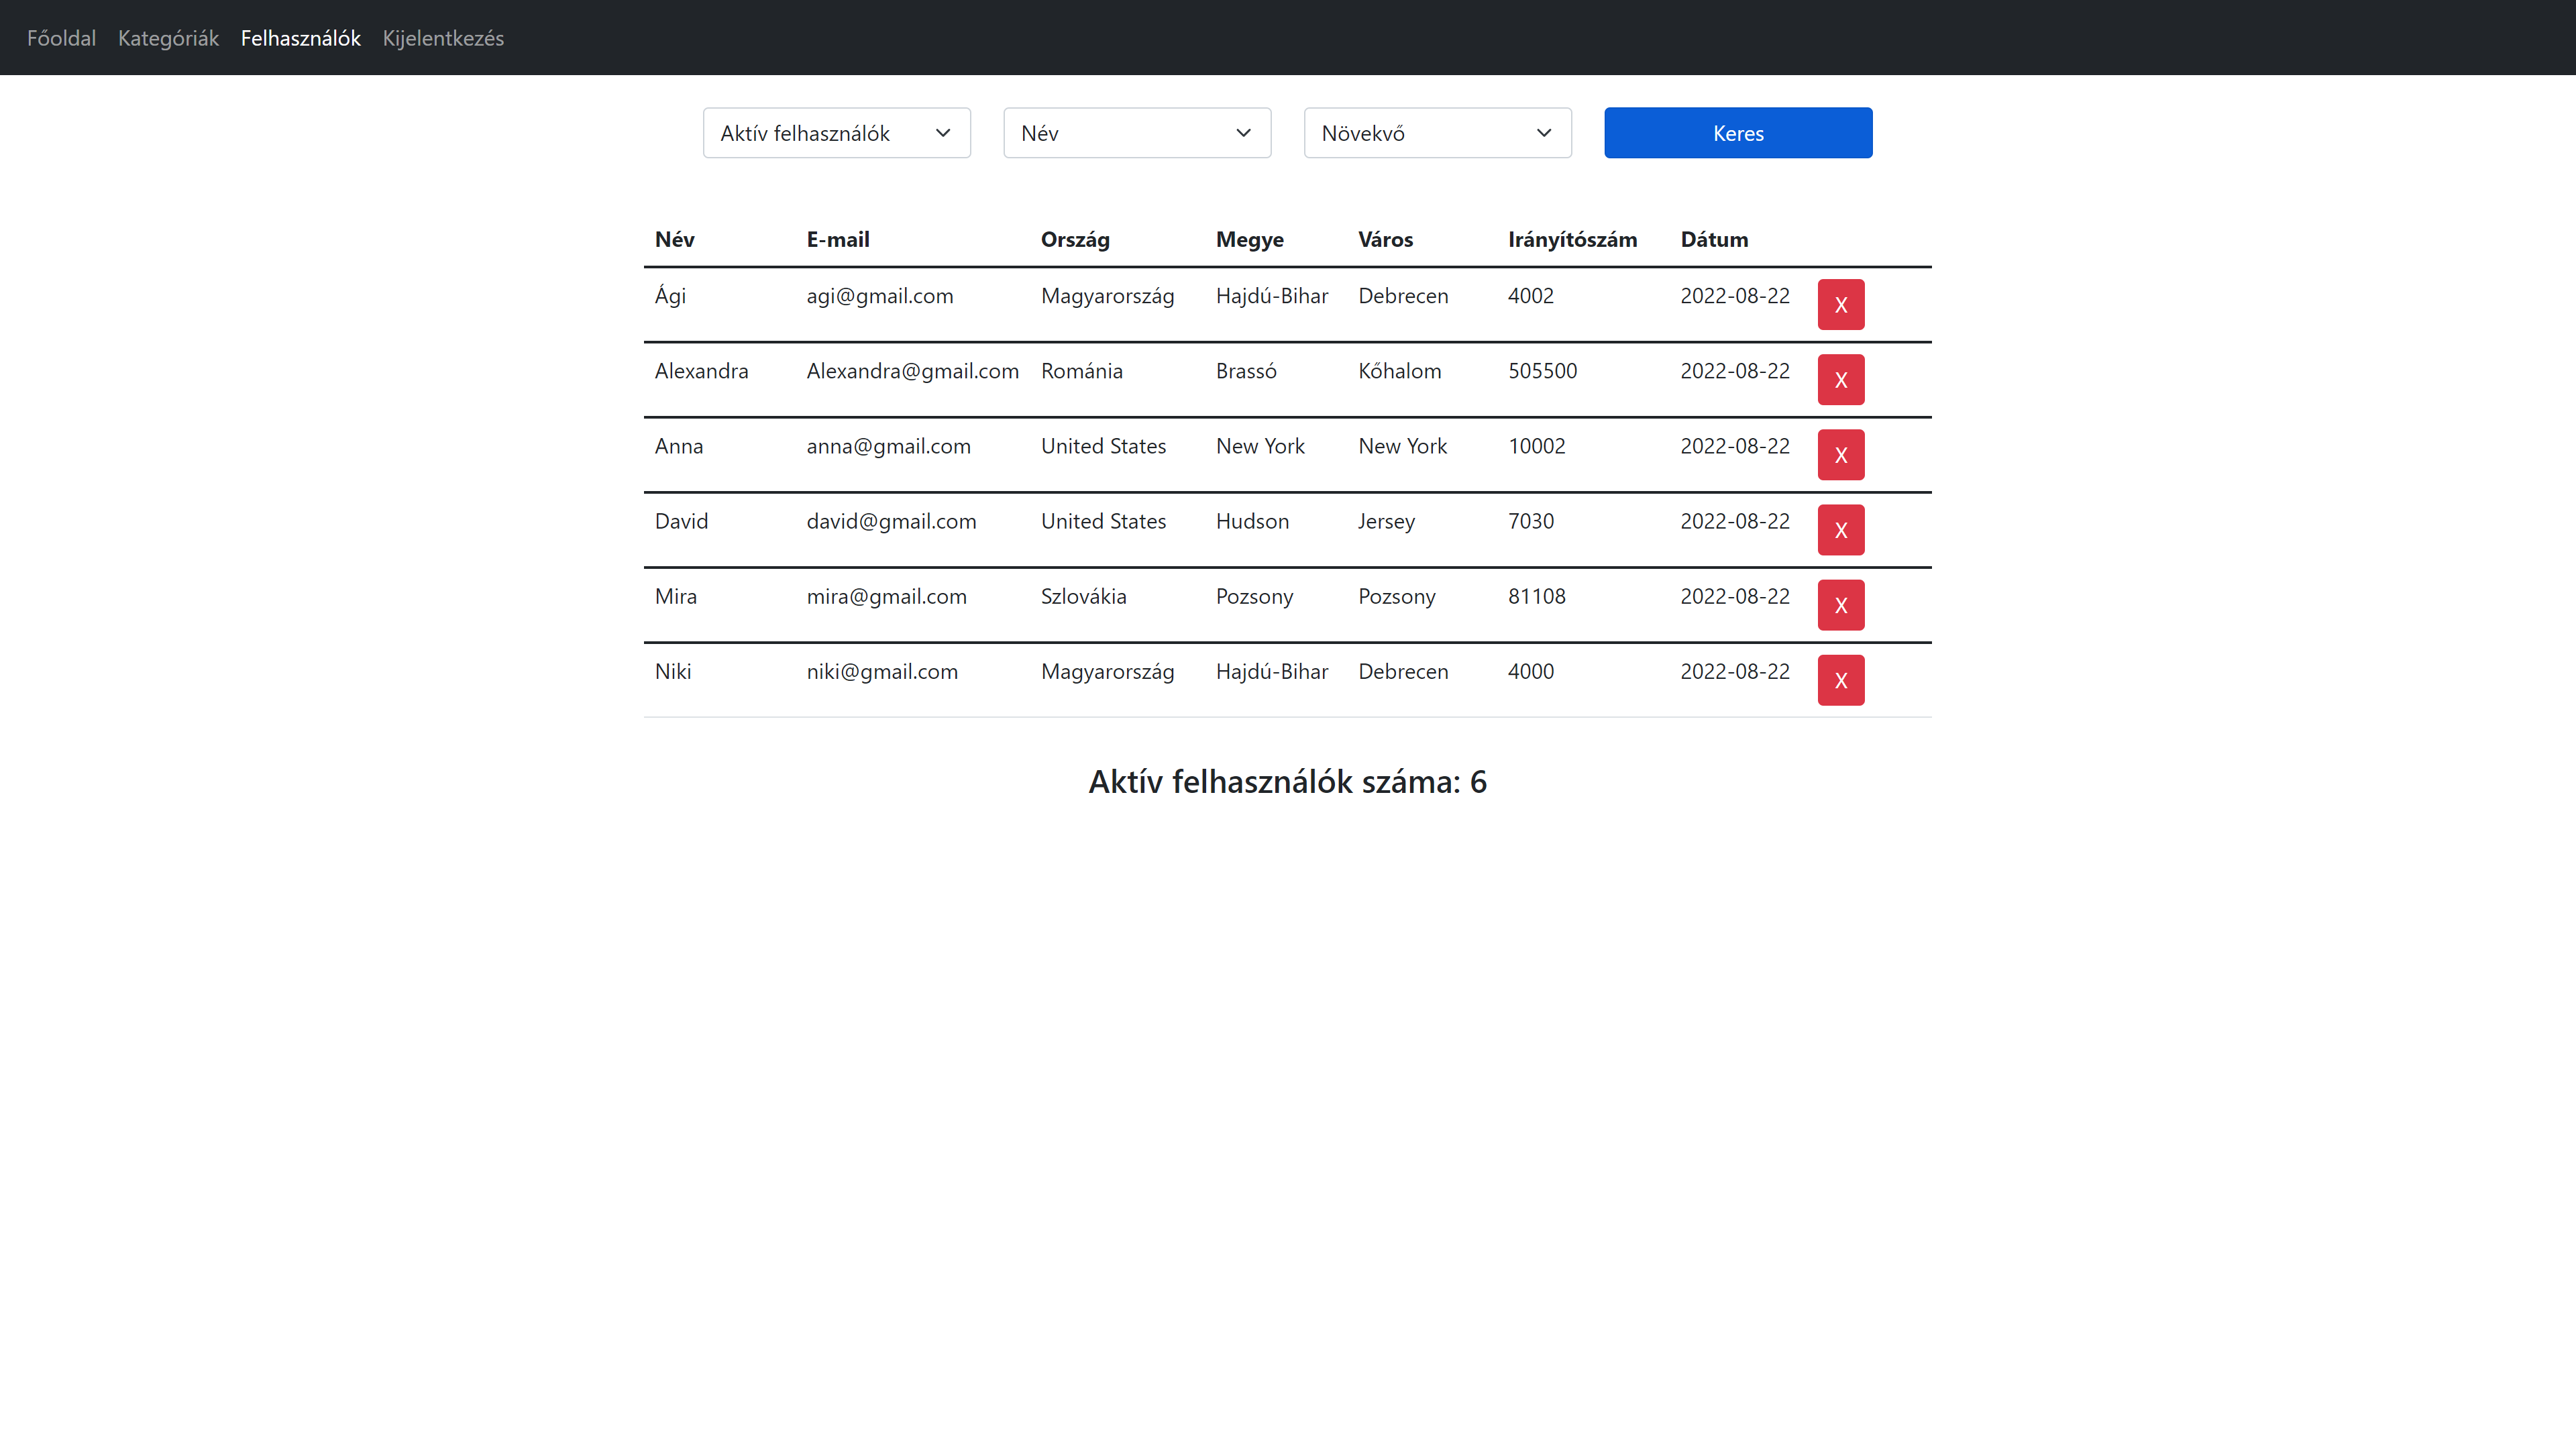 Főoldal Kategóriák Felhasználók Kijelentkezés
Aktív felhasználók Név Növekvő Keres
Név E-mail Ország Megye Város Irányítószám Dátum
Ági agi@gmail.com Magyarország Hajdú-Bihar Debrecen 4002 2022-08-22 X
Alexandra Alexandra@gmail.com Románia Brassó Kőhalom 505500 2022-08-22 X
Anna anna@gmail.com United States New York New York 10002 2022-08-22 X
David david@gmail.com United States Hudson Jersey 7030 2022-08-22 X
Mira mira@gmail.com Szlovákia Pozsony Pozsony 81108 2022-08-22 X
Niki niki@gmail.com Magyarország Hajdú-Bihar Debrecen 4000 2022-08-22 X
Aktív felhasználók száma: 6